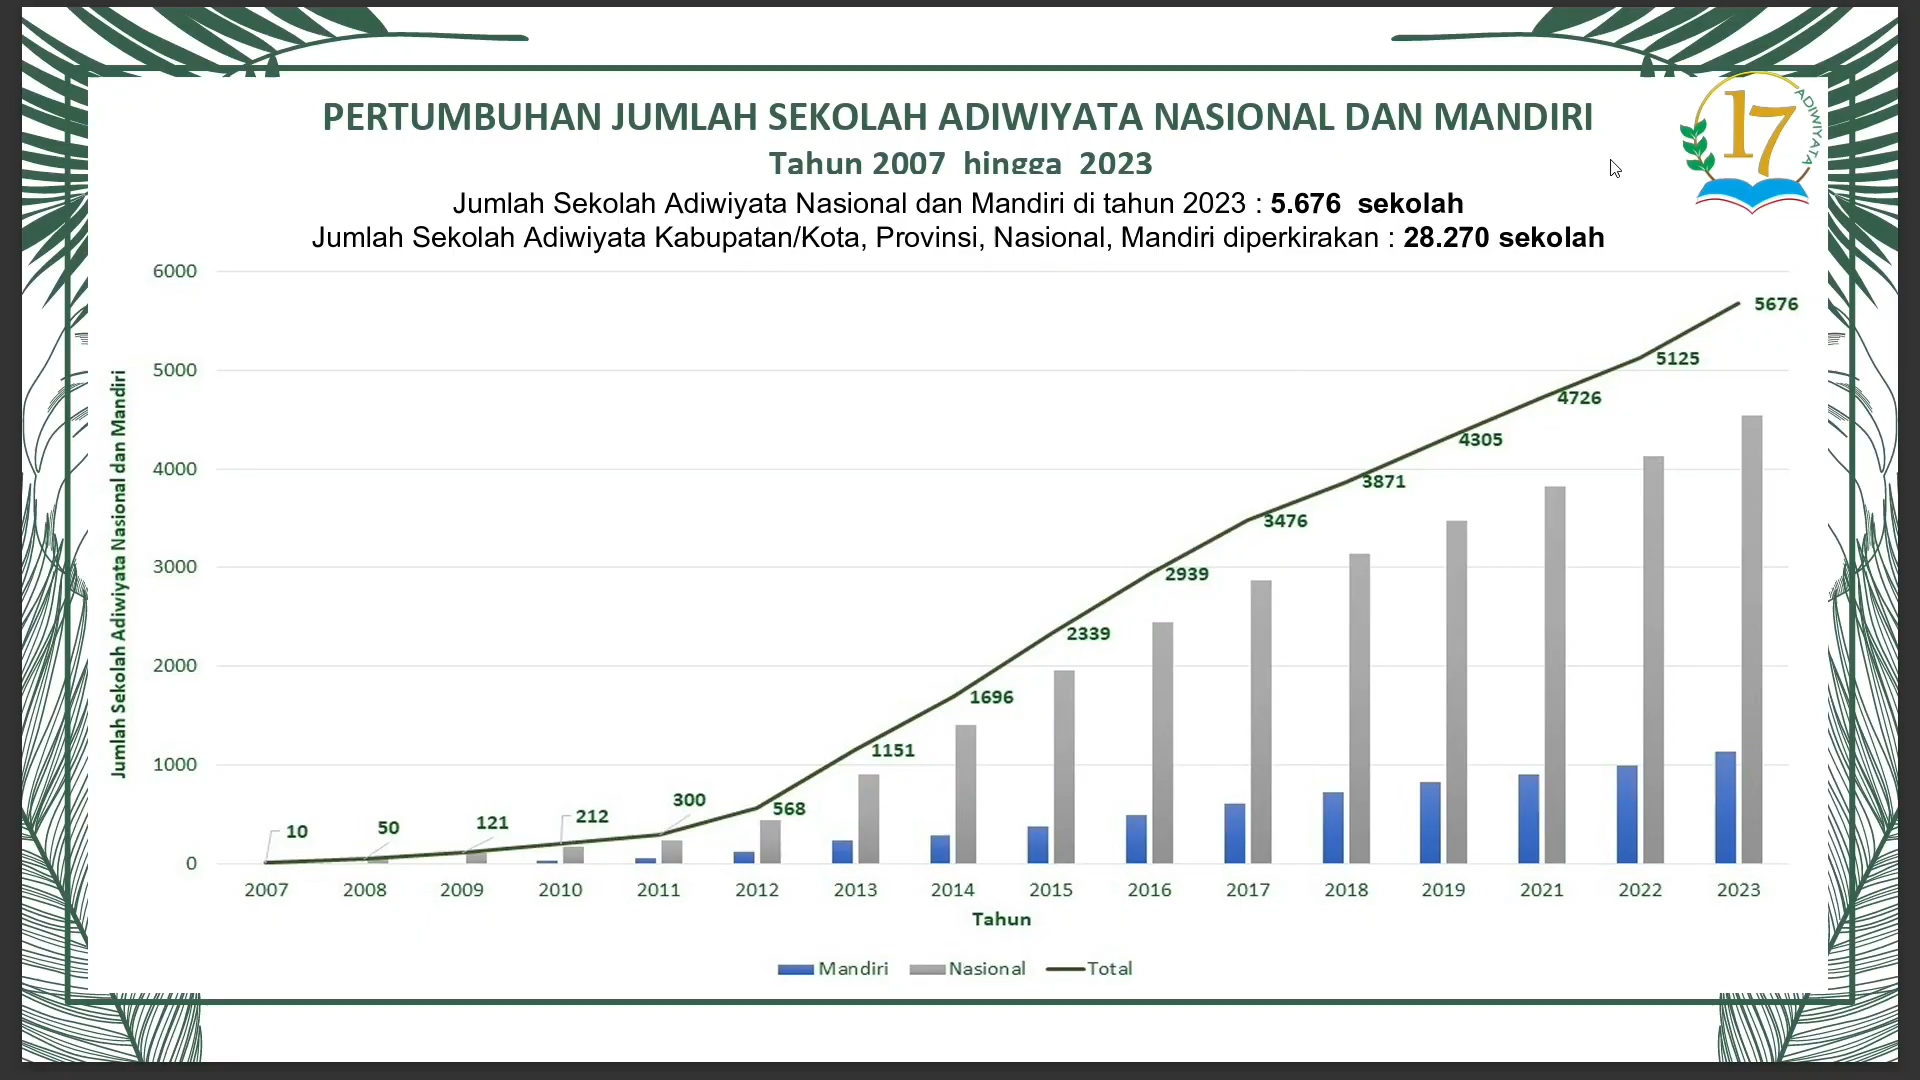 PERTUMBUHAN JUMLAH SEKOLAH ADIWIYATA NASIONAL DAN MANDIRI
Tahun 2007 hingga 2023
17
ADIWIYATA
Jumlah Sekolah Adiwiyata Nasional dan Mandiri di tahun 2023 : 5.676 sekolah
Jumlah Sekolah Adiwiyata Kabupatan/Kota, Provinsi, Nasional, Mandiri diperkirakan : 28.270 sekolah
Jumlah Sekolah Adiwiyata Nasional dan Mandiri
6000
5000
4000
3000
2000
1000
0
10
50
121
212
300
568
1151
1696
2339
2939
3476
3871
4305
4726
5125
5676
2007 2008 2009 2010 2011 2012 2013 2014 2015 2016 2017 2018 2019 2021 2022 2023
Tahun
Mandiri Nasional Total